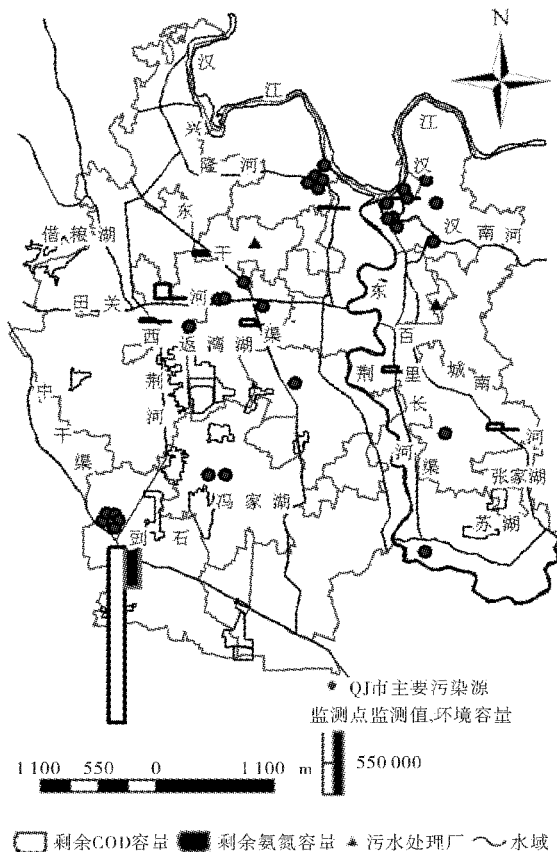 N
汉
江
江
兴
隆河
汉
东
汉南河
借粮湖
干
田关河
东
西返湾湖渠
百
荆
荆里
城南
中
河
长
河
干
渠
河渠
张家湖
冯家湖
苏湖
到石
QJ市主要污染源
监测点监测值,环境容量
1 100 550 0 1 100 m
550 000
剩余COD容量 剩余氨氮容量 污水处理厂 水域